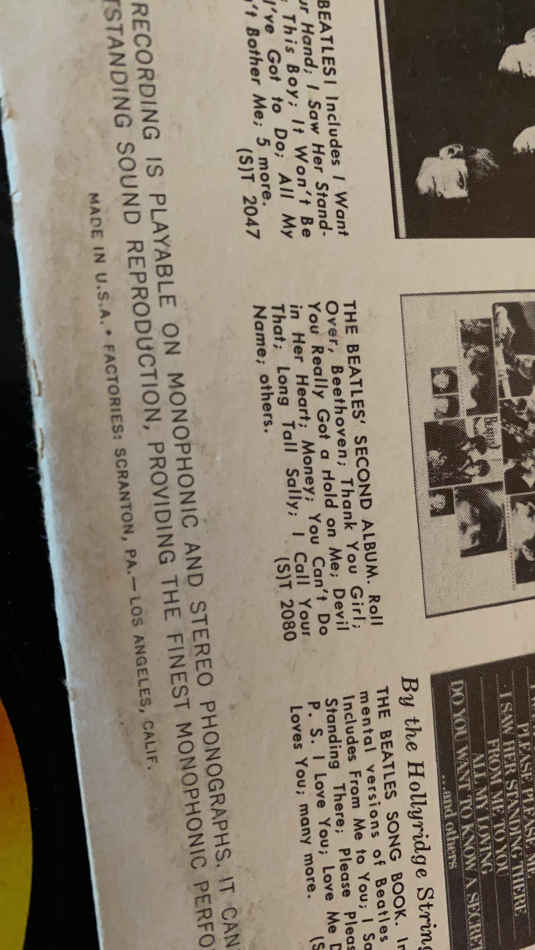 BEATLES! Includes I Want
ur Hand; I Saw Her Stand-
; This Boy; It Won't Be
I've Got to Do; All My
't Bother Me; 5 more.
(S)T 2047
THE BEATLES' SECOND ALBUM. Roll
Over, Beethoven; Thank You Girl;
You Really Got a Hold on Me; Devil
in Her Heart; Money; You Can't Do
That; Long Tall Sally; I Call Your
Name; others.
(S)T 2080
By the Hollyridge String
THE BEATLES SONG BOOK. In
mental versions of Beatles
Includes From Me to You; I Sa
Standing There; Please Pleas
P. S. I Love You; Love Me D
Loves You; many more.
(S
PLEASE PLEASE ME
I SAW HER STANDING THERE
FROM ME TO YOU
ALL MY LOVING
DO YOU WANT TO KNOW A SECRE
...and others
RECORDING IS PLAYABLE ON MONOPHONIC AND STEREO PHONOGRAPHS. IT CAN
TSTANDING SOUND REPRODUCTION, PROVIDING THE FINEST MONOPHONIC PERFO
MADE IN U.S.A. • FACTORIES: SCRANTON, PA.—LOS ANGELES, CALIF.